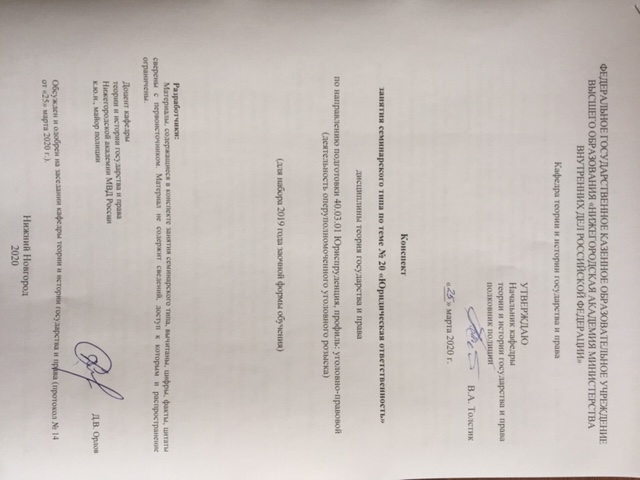 ФЕДЕРАЛЬНОЕ ГОСУДАРСТВЕННОЕ КАЗЕННОЕ ОБРАЗОВАТЕЛЬНОЕ УЧРЕЖДЕНИЕ
ВЫСШЕГО ОБРАЗОВАНИЯ «НИЖЕГОРОДСКАЯ АКАДЕМИЯ МИНИСТЕРСТВА
ВНУТРЕННИХ ДЕЛ РОССИЙСКОЙ ФЕДЕРАЦИИ»
Кафедра теории и истории государства и права
УТВЕРЖДАЮ
Начальник кафедры
теории и истории государства и права
полковник полиции
В.А. Толстик
«25» марта 2020 г.
Конспект
занятия семинарского типа по теме № 20 «Юридическая ответственность»
дисциплины теория государства и права
по направлению подготовки 40.03.01 Юриспруденция, профиль: уголовно-правовой
(деятельность оперуполномоченного уголовного розыска)
(для набора 2019 года заочной формы обучения)
Разработчики:
Материалы, содержащиеся в конспекте занятия семинарского типа, вычитаны, цифры, факты, цитаты
сверены с первоисточником. Материал не содержит сведений, доступ к которым и распространение
ограничены.
Доцент кафедры
теории и истории государства и права
Нижегородской академии МВД России
к.ю.н., майор полиции
Д.В. Орлов
Обсужден и одобрен на заседании кафедры теории и истории государства и права (протокол № 14
от «25» марта 2020 г.).
Нижний Новгород
2020